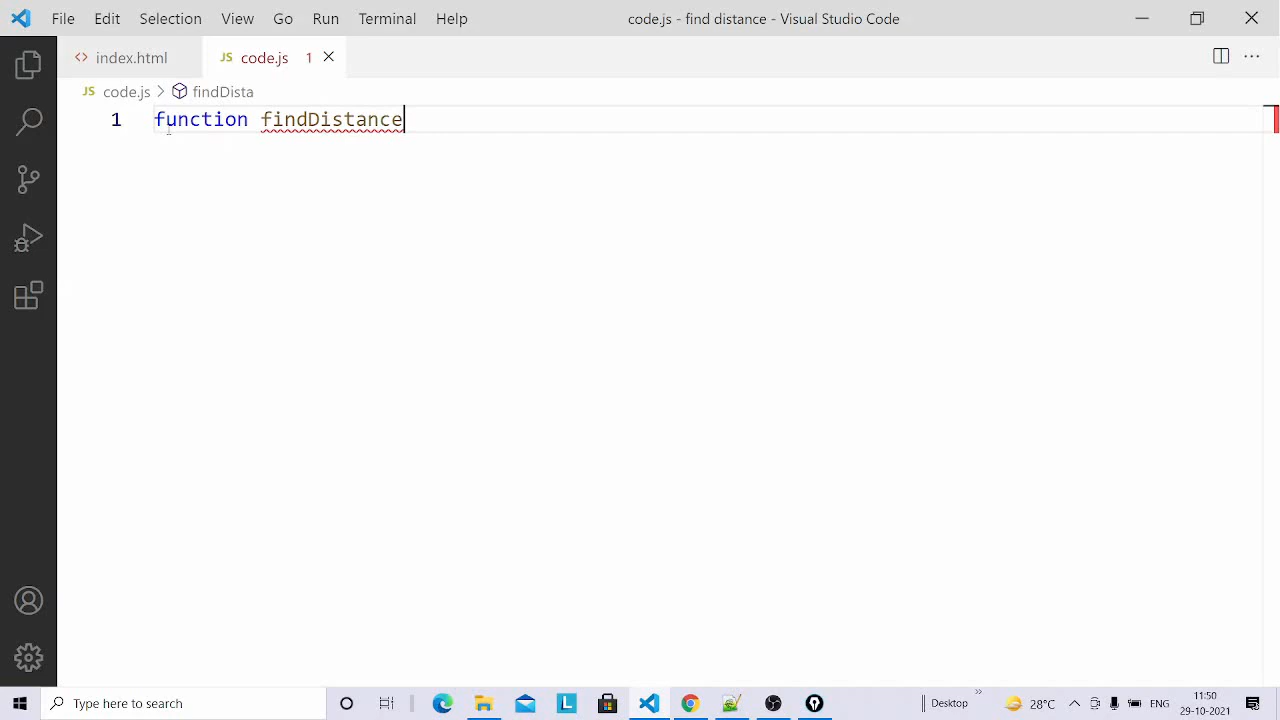 File Edit Selection View Go Run Terminal Help code.js - find distance - Visual Studio Code
<> index.html JS code.js 1
JS code.js > findDista
1 function findDistance
Type here to search
L
Desktop
28°C
ENG
11:50
29-10-2021